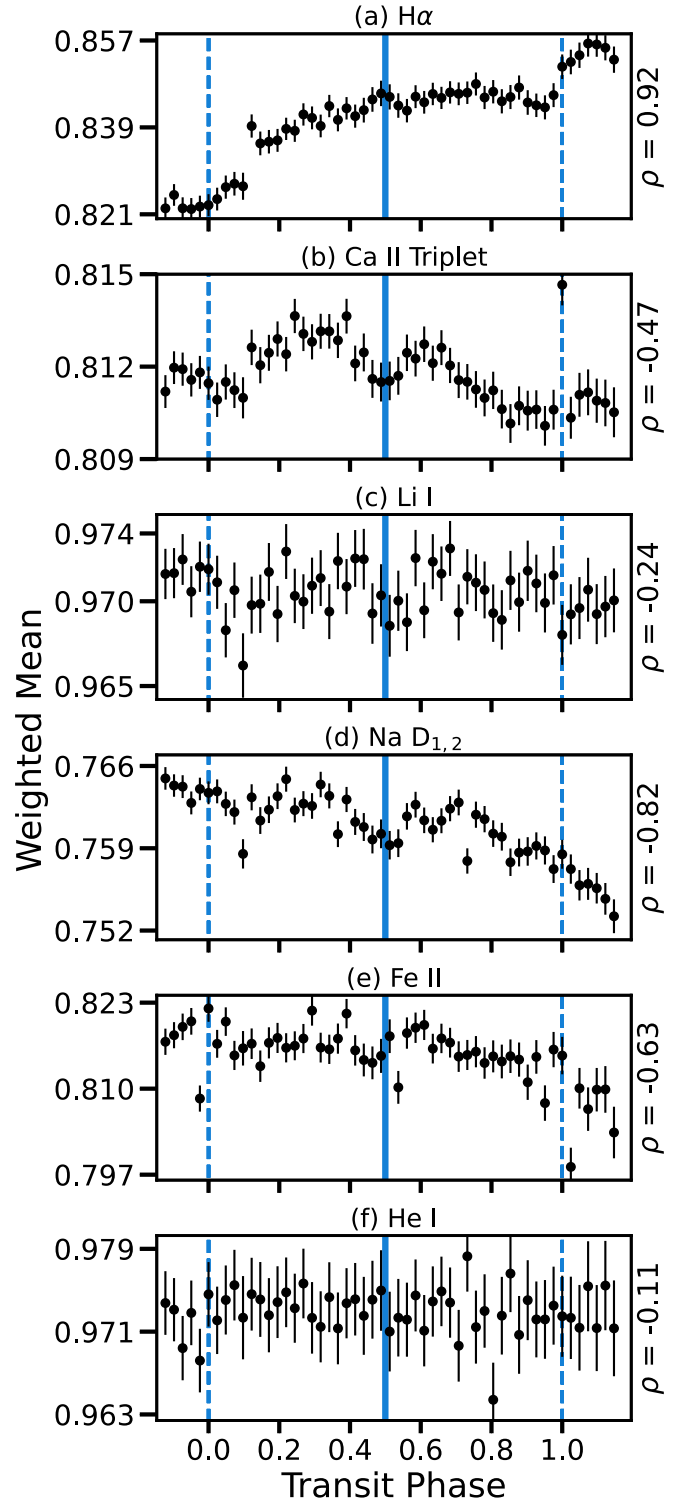 (a) Hα
0.857
0.839
0.821
ρ = 0.92
(b) Ca II Triplet
0.815
0.812
0.809
ρ = -0.47
(c) Li I
0.974
0.970
0.965
ρ = -0.24
Weighted Mean
(d) Na D₁,₂
0.766
0.759
0.752
ρ = -0.82
(e) Fe II
0.823
0.810
0.797
ρ = -0.63
(f) He I
0.979
0.971
0.963
ρ = -0.11
0.0 0.2 0.4 0.6 0.8 1.0
Transit Phase